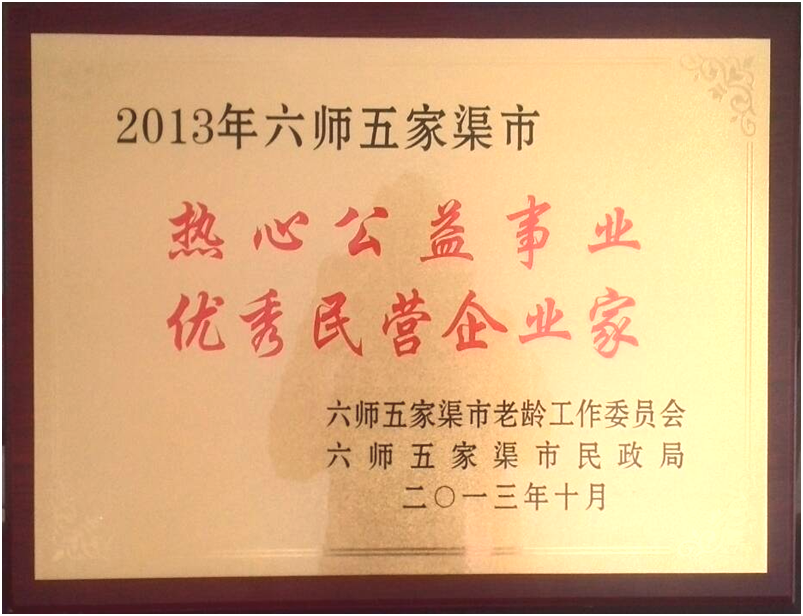 2013年六师五家渠市
热心公益事业
优秀民营企业家
六师五家渠市老龄工作委员会
六师五家渠市民政局
二〇一三年十月